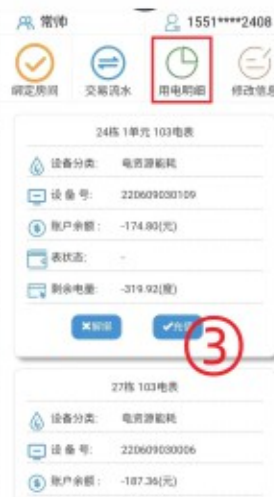 常帅 1551****2408
绑定房间 交易流水 用电明细 修改信息
24栋 1单元 103电表
设备分类: 电资源能耗
设 备 号: 220609030109
账户余额: -174.80(元)
表状态: -
剩余电量: -319.92(度)
解绑
③
27栋 103电表
设备分类: 电资源能耗
设 备 号: 220609030006
账户余额: -187.36(元)